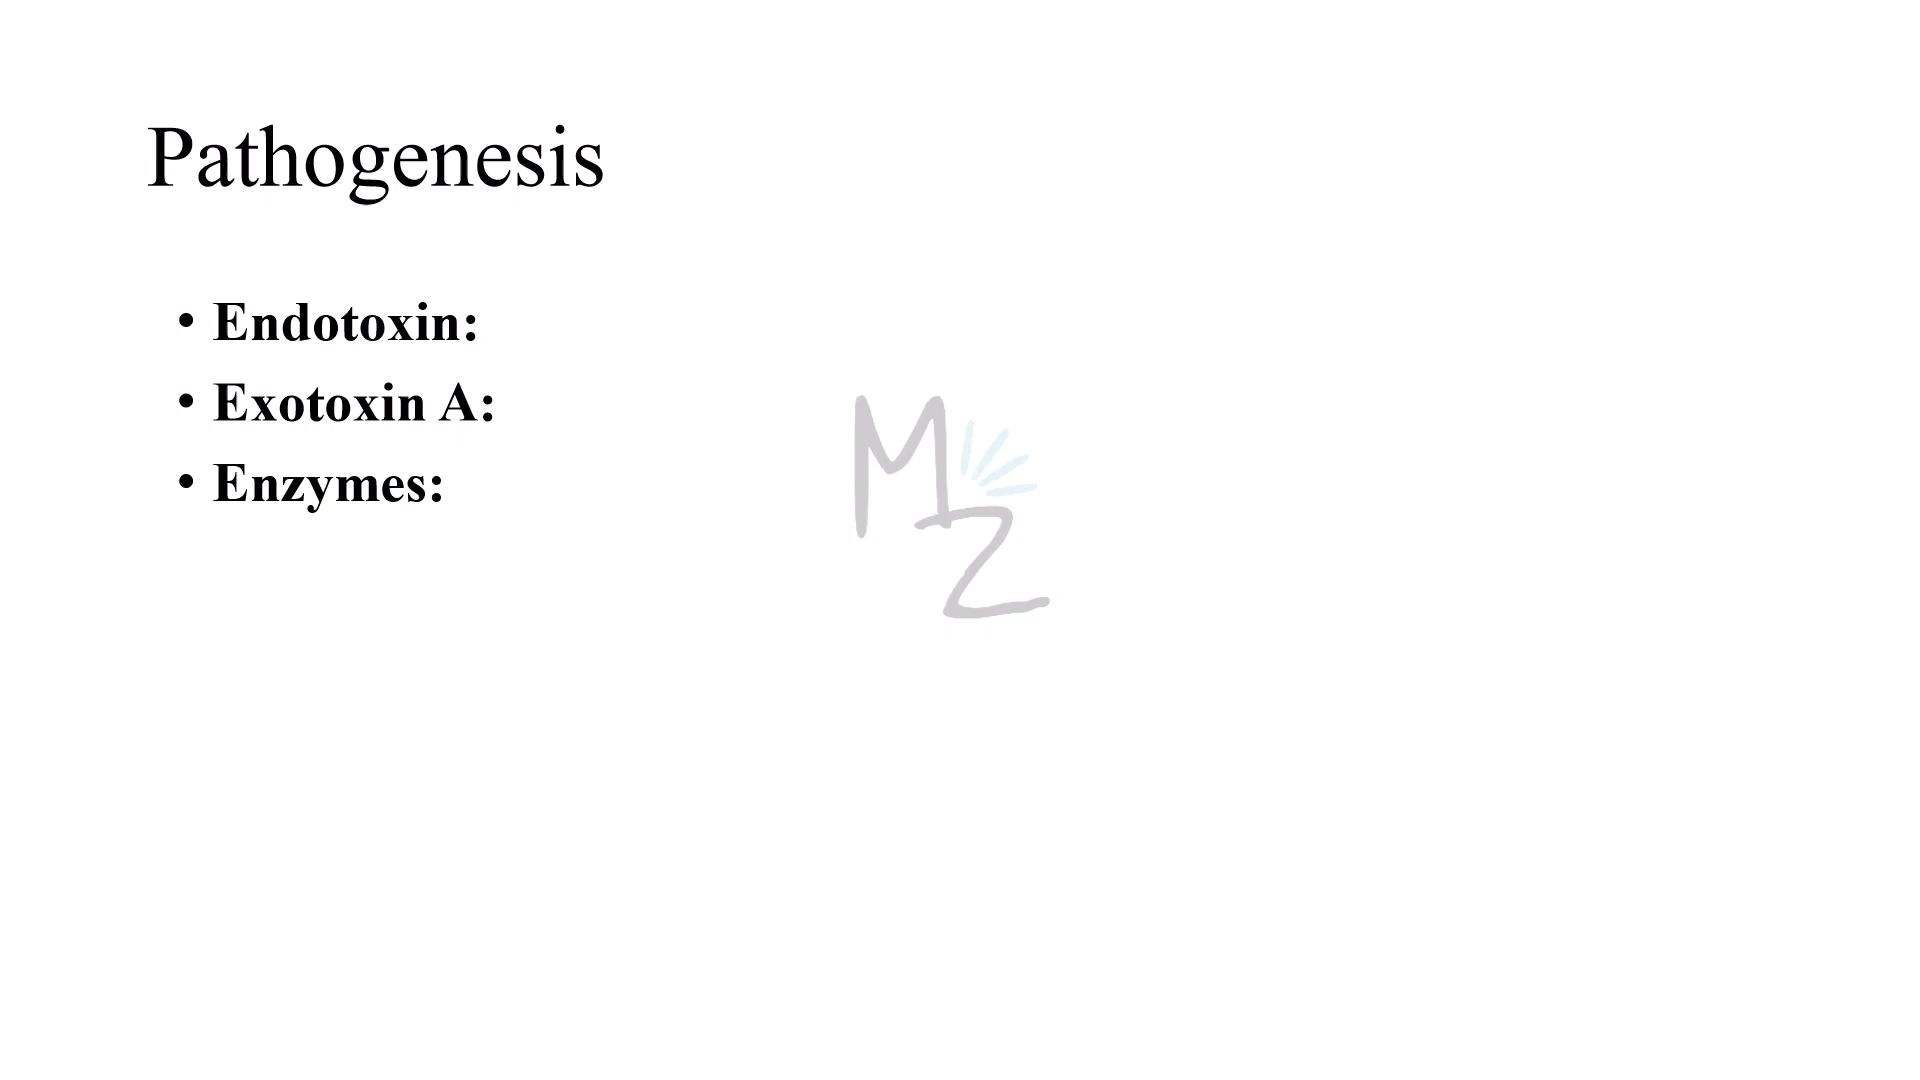 Pathogenesis
• Endotoxin:
• Exotoxin A:
• Enzymes:
M
Z